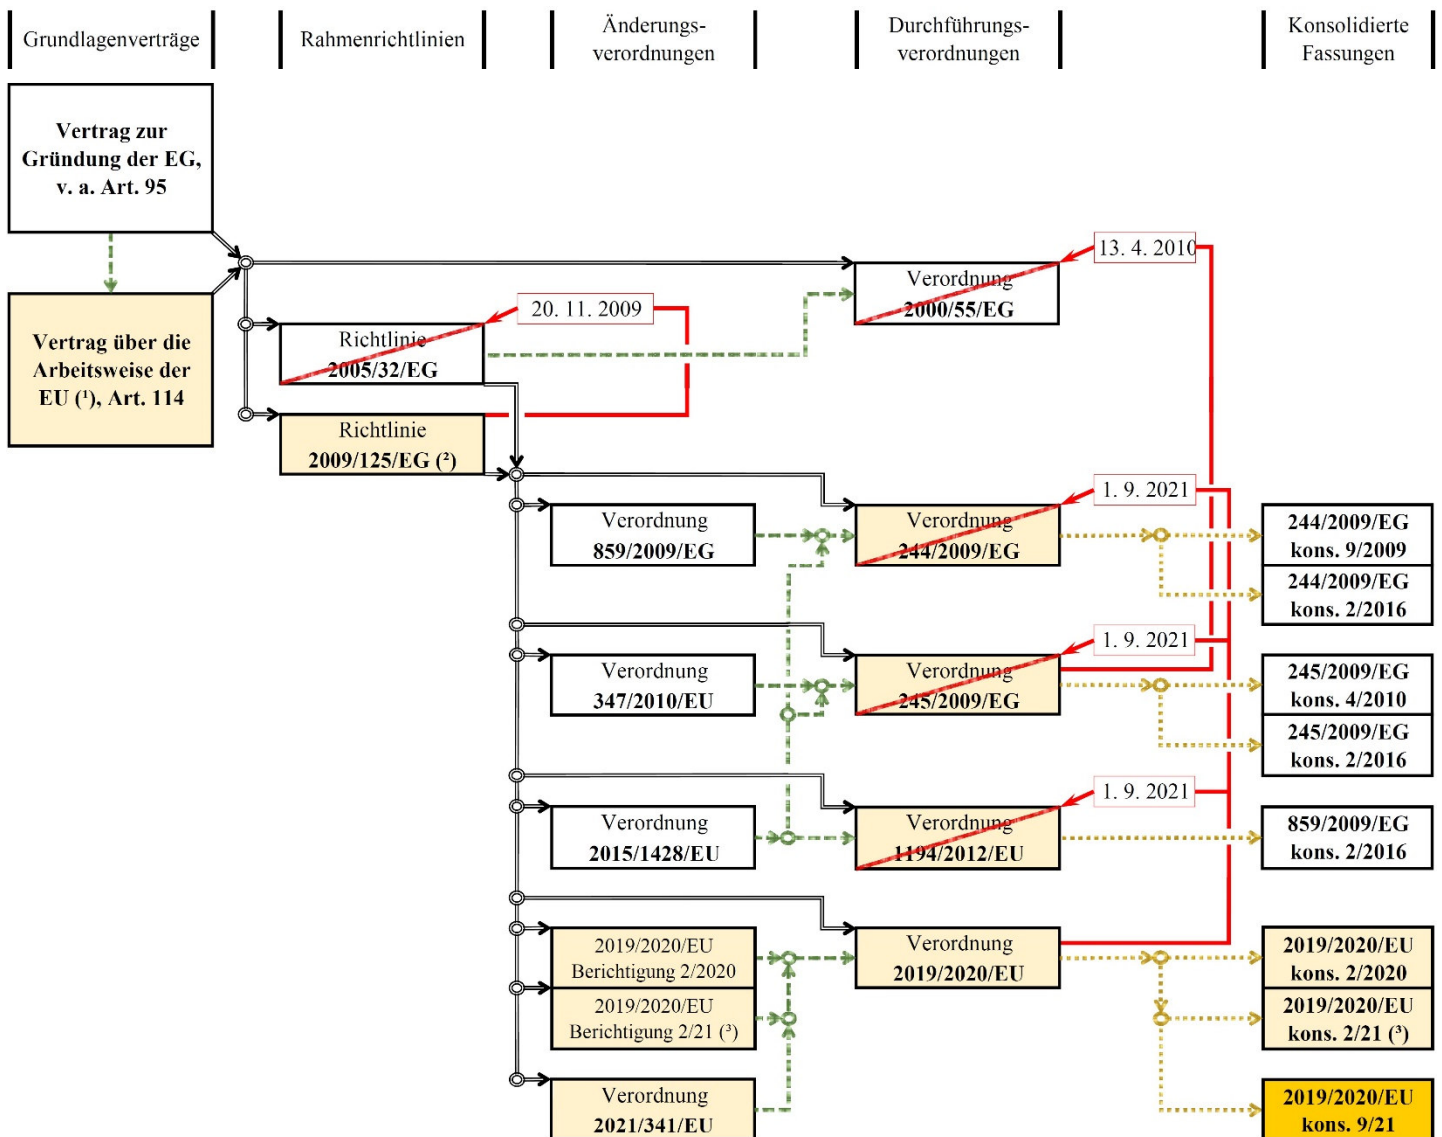 Grundlagenverträge
Rahmenrichtlinien
Änderungs-
verordnungen
Durchführungs-
verordnungen
Konsolidierte
Fassungen
Vertrag zur
Gründung der EG,
v. a. Art. 95
Vertrag über die
Arbeitsweise der
EU (¹), Art. 114
13. 4. 2010
Verordnung
2000/55/EG
20. 11. 2009
Richtlinie
2005/32/EG
Richtlinie
2009/125/EG (²)
1. 9. 2021
Verordnung
859/2009/EG
Verordnung
244/2009/EG
244/2009/EG
kons. 9/2009
244/2009/EG
kons. 2/2016
1. 9. 2021
Verordnung
347/2010/EU
Verordnung
245/2009/EG
245/2009/EG
kons. 4/2010
245/2009/EG
kons. 2/2016
1. 9. 2021
Verordnung
2015/1428/EU
Verordnung
1194/2012/EU
859/2009/EG
kons. 2/2016
2019/2020/EU
Berichtigung 2/2020
2019/2020/EU
Berichtigung 2/21 (³)
Verordnung
2019/2020/EU
2019/2020/EU
kons. 2/2020
2019/2020/EU
kons. 2/21 (³)
Verordnung
2021/341/EU
2019/2020/EU
kons. 9/21